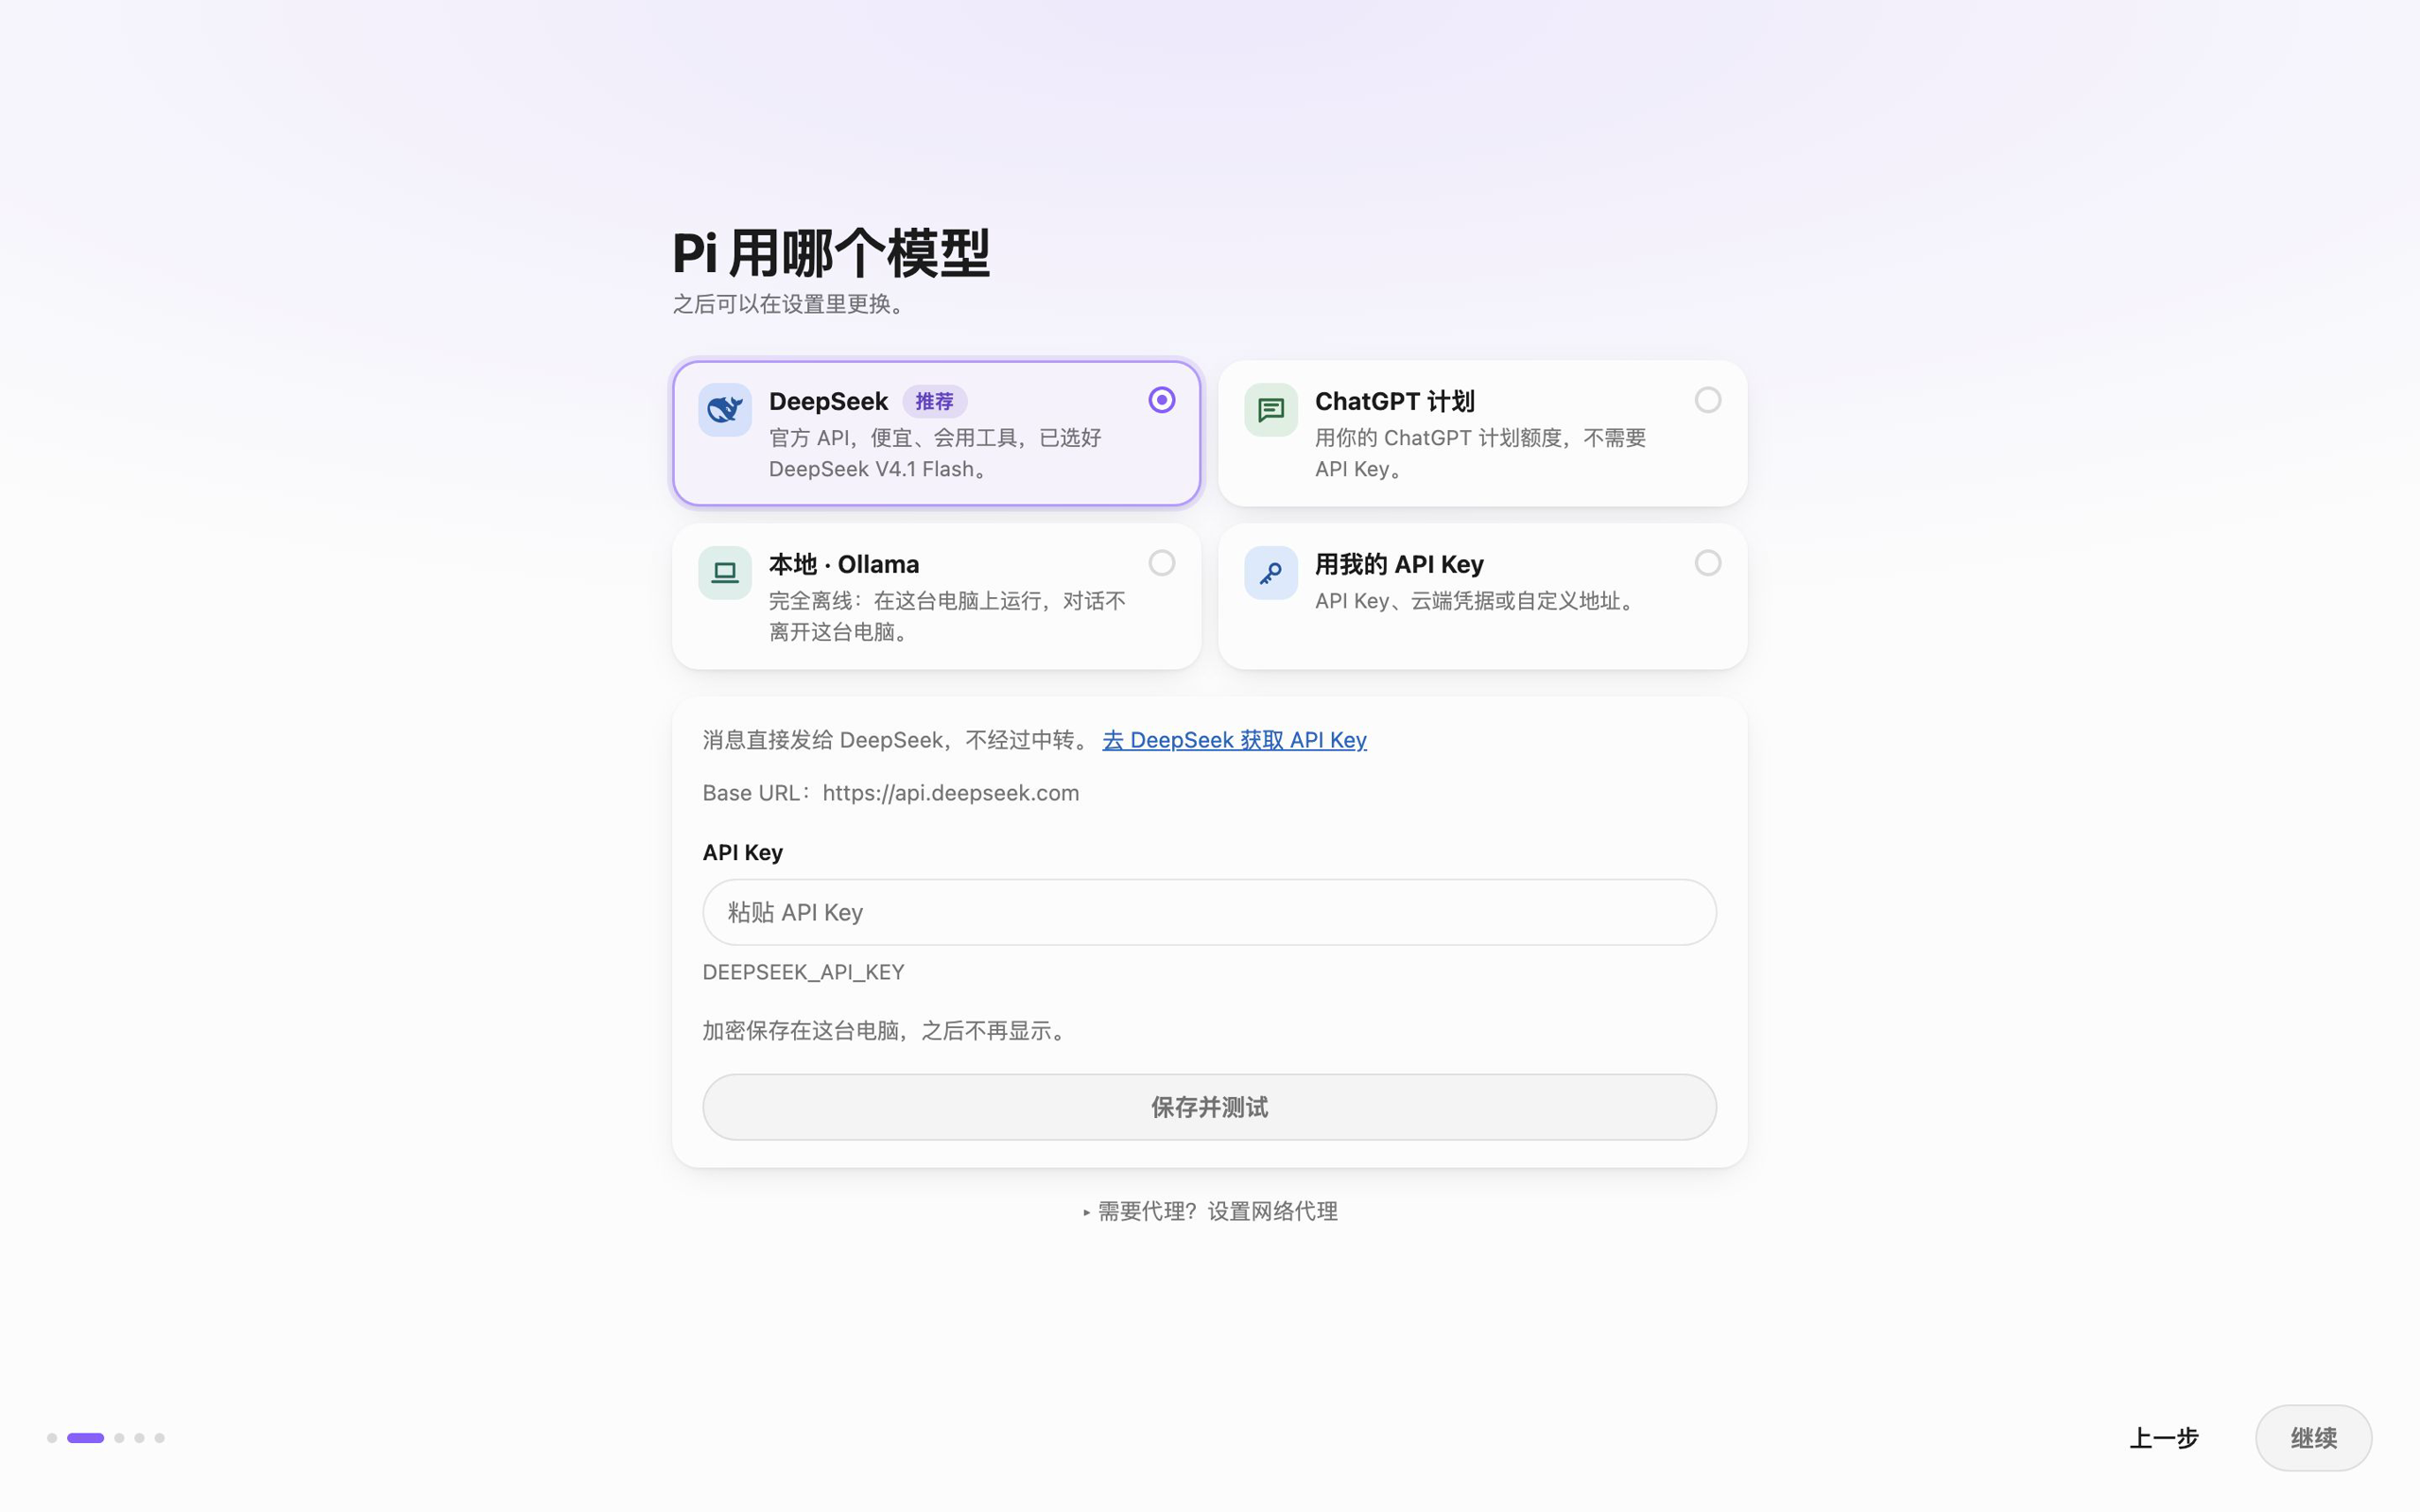 Pi 用哪个模型
之后可以在设置里更换。
DeepSeek 推荐
官方 API，便宜、会用工具，已选好
DeepSeek V4.1 Flash。
ChatGPT 计划
用你的 ChatGPT 计划额度，不需要
API Key。
本地 · Ollama
完全离线：在这台电脑上运行，对话不
离开这台电脑。
用我的 API Key
API Key、云端凭据或自定义地址。
消息直接发给 DeepSeek，不经过中转。 去 DeepSeek 获取 API Key
Base URL：https://api.deepseek.com
API Key
粘贴 API Key
DEEPSEEK_API_KEY
加密保存在这台电脑，之后不再显示。
保存并测试
▸ 需要代理？设置网络代理
上一步
继续